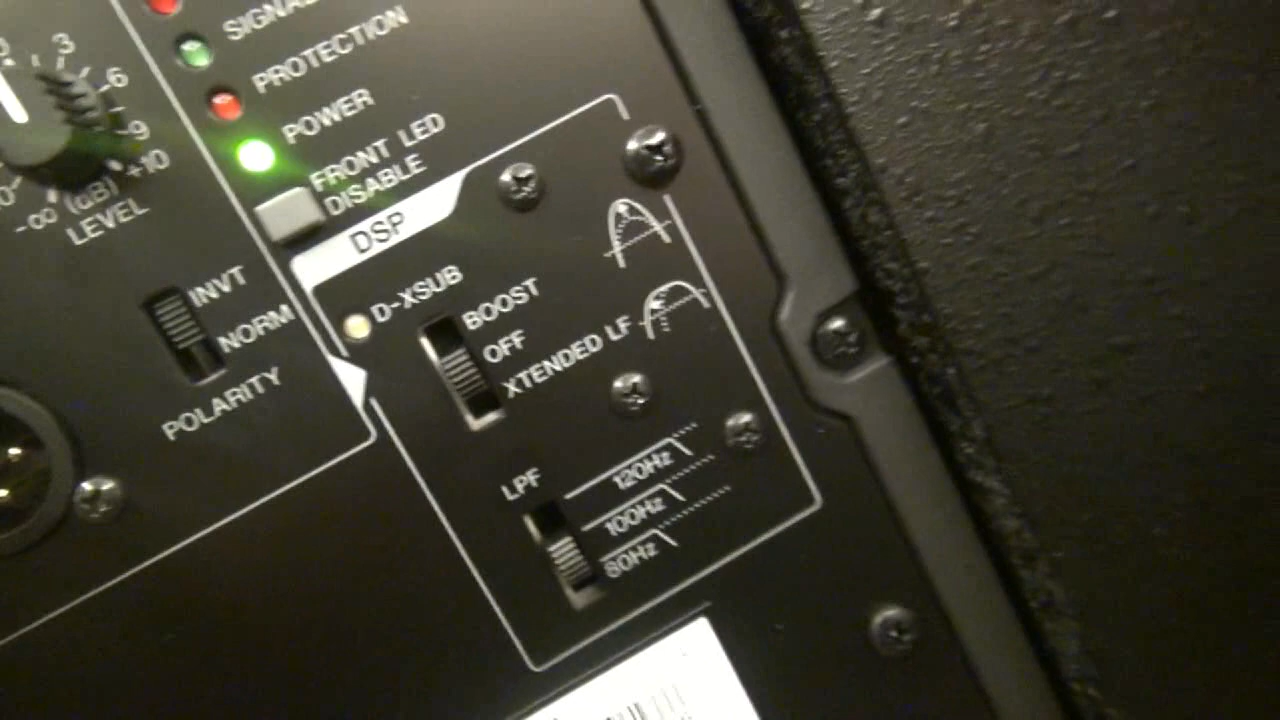 SIGNAL
PROTECTION
POWER
FRONT LED
DISABLE
3
6
9
+10
-∞
(dB)
LEVEL
INVT
NORM
POLARITY
DSP
D-XSUB
BOOST
OFF
XTENDED LF
LPF
120Hz
100Hz
80Hz